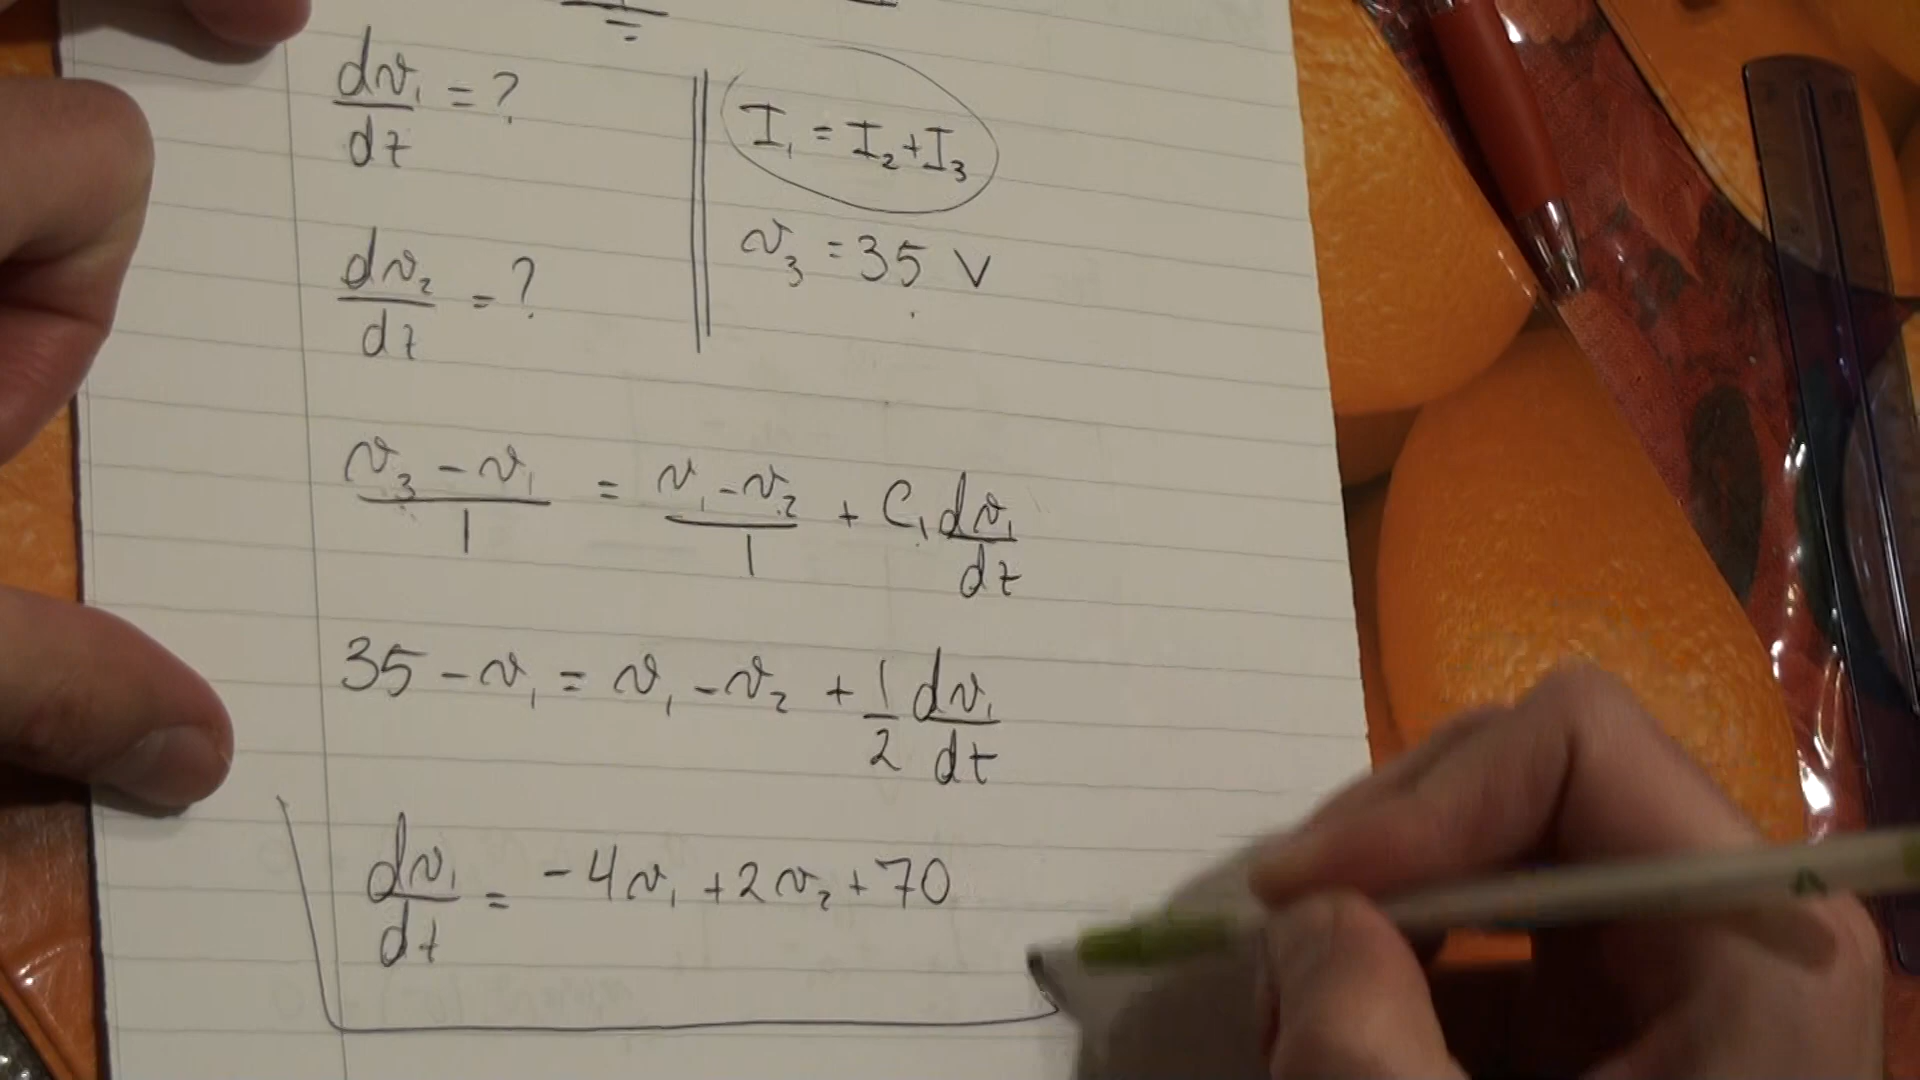 dv₁/dt = ?
I₁ = I₂ + I₃
v₃ = 35 V
dv₂/dt = ?
(v₃ - v₁)/1 = (v₁ - v₂)/1 + C₁ dv₁/dt
35 - v₁ = v₁ - v₂ + 1/2 dv₁/dt
dv₁/dt = -4v₁ + 2v₂ + 70